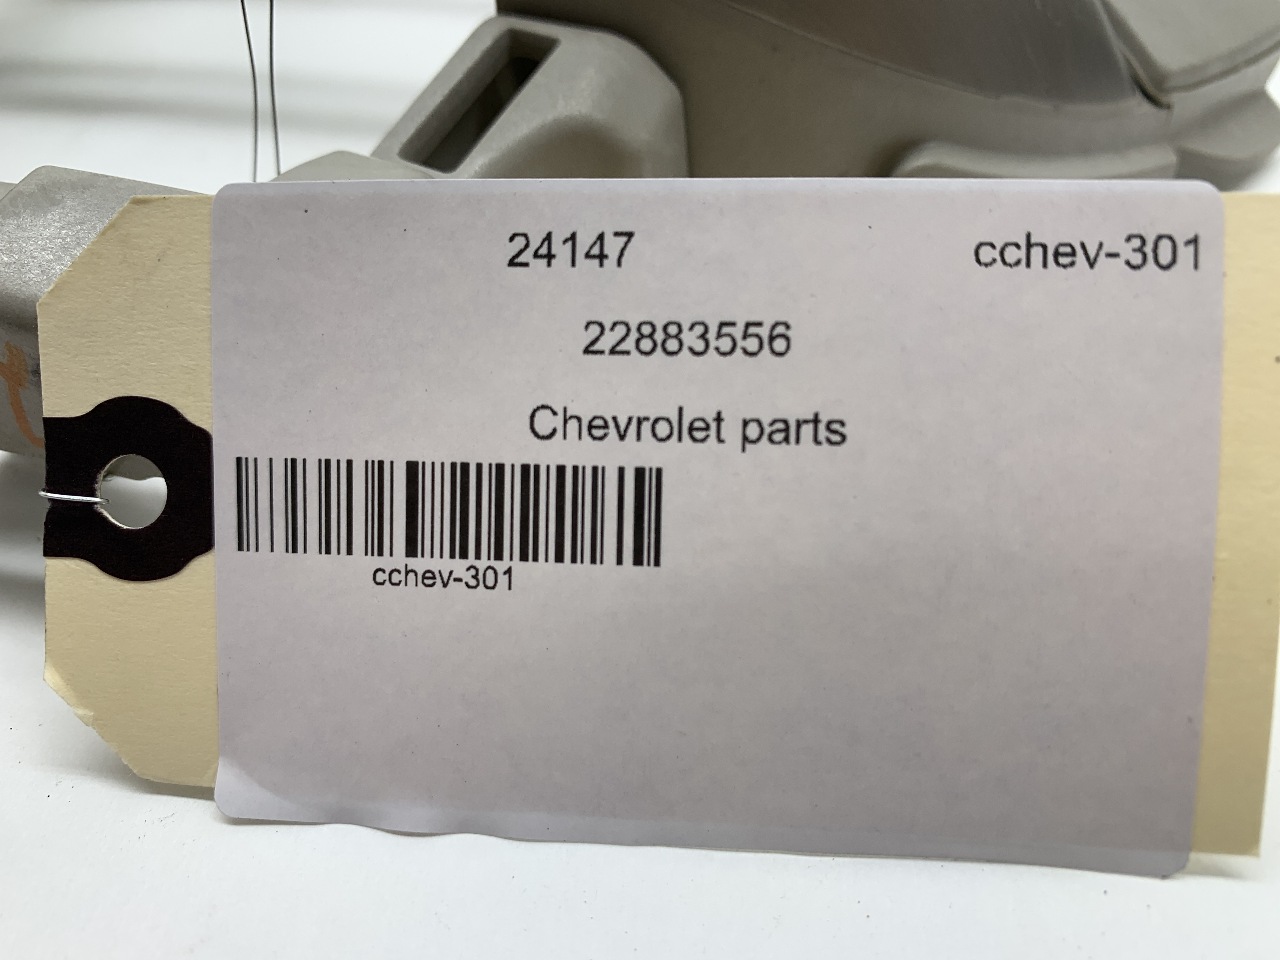 24147 cchev-301
22883556
Chevrolet parts
cchev-301